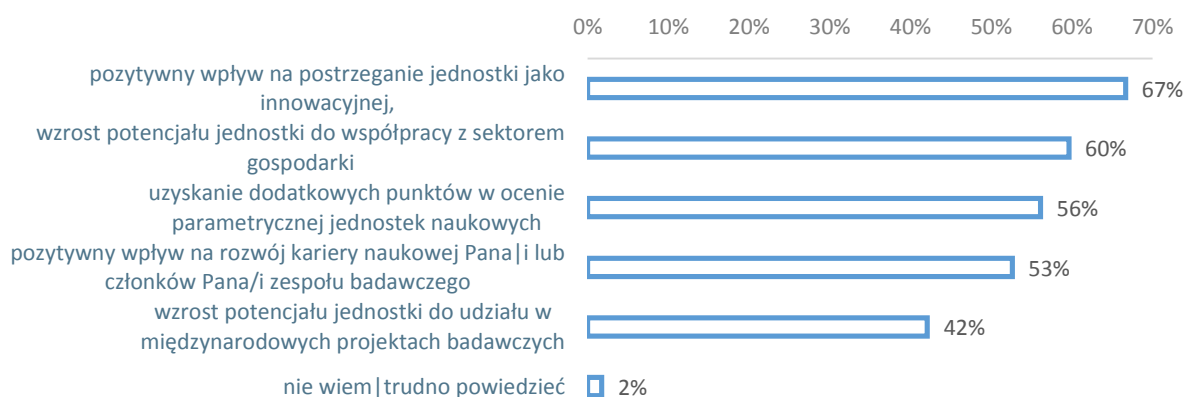 0% 10% 20% 30% 40% 50% 60% 70%
pozytywny wpływ na postrzeganie jednostki jako
innowacyjnej,
67%
wzrost potencjału jednostki do współpracy z sektorem
gospodarki
60%
uzyskanie dodatkowych punktów w ocenie
parametrycznej jednostek naukowych
56%
pozytywny wpływ na rozwój kariery naukowej Pana|i lub
członków Pana/i zespołu badawczego
53%
wzrost potencjału jednostki do udziału w
międzynarodowych projektach badawczych
42%
nie wiem|trudno powiedzieć
2%